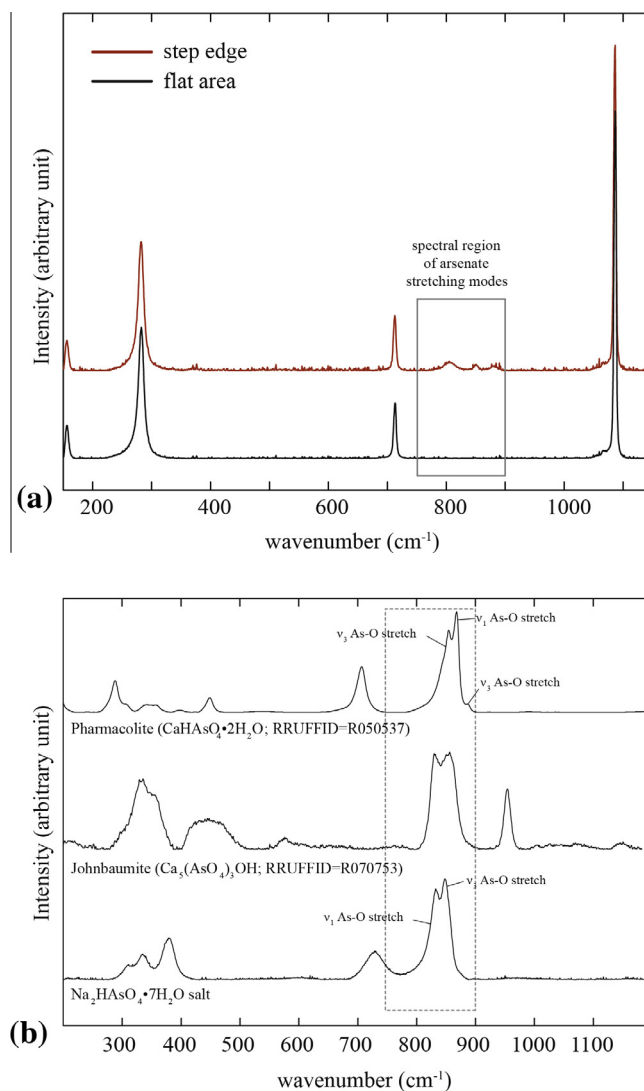 step edge
flat area
spectral region
of arsenate
stretching modes
Intensity (arbitrary unit)
200 400 600 800 1000
wavenumber (cm⁻¹)
(a)
ν₁ As-O stretch
ν₃ As-O stretch
ν₃ As-O stretch
Pharmacolite (CaHAsO₄•2H₂O; RRUFFID=R050537)
Johnbaumite (Ca₅(AsO₄)₃OH; RRUFFID=R070753)
ν₃ As-O stretch
ν₁ As-O stretch
Na₂HAsO₄•7H₂O salt
Intensity (arbitrary unit)
300 400 500 600 700 800 900 1000 1100
wavenumber (cm⁻¹)
(b)